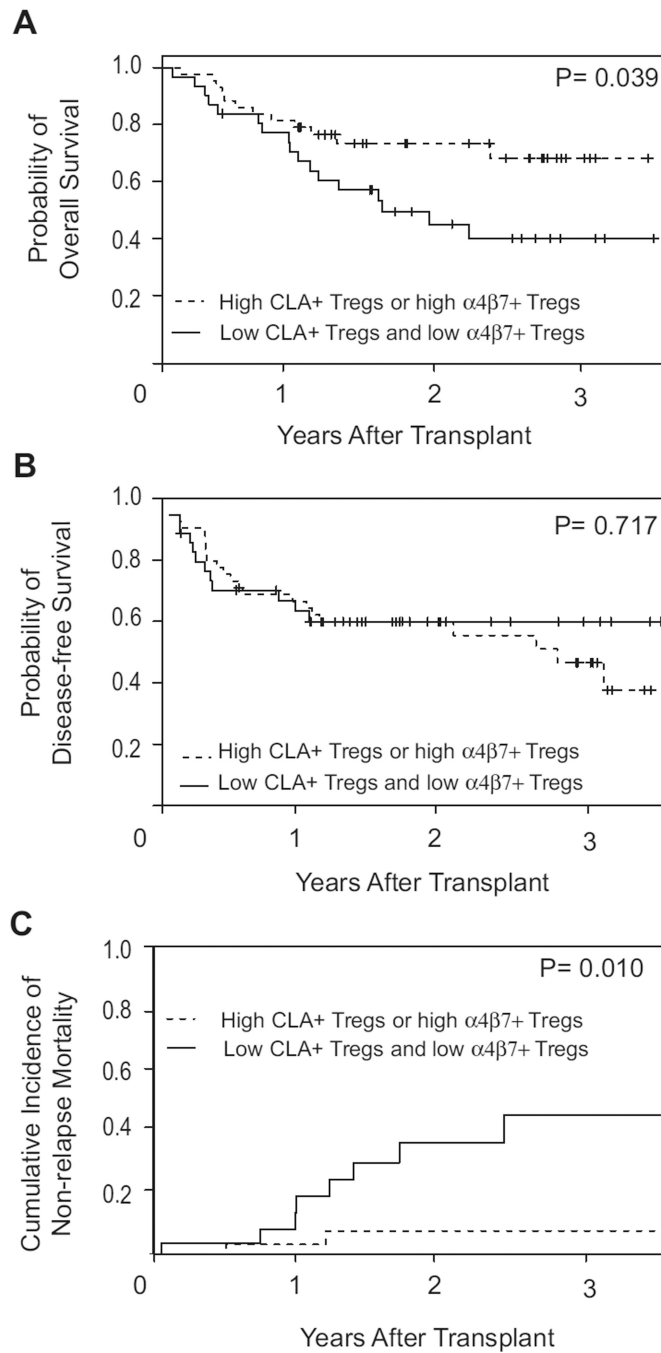 A
P= 0.039
1.0
0.8
0.6
0.4
0.2
Probability of
Overall Survival
High CLA+ Tregs or high α4β7+ Tregs
Low CLA+ Tregs and low α4β7+ Tregs
0 1 2 3
Years After Transplant
B
P= 0.717
1.0
0.8
0.6
0.4
0.2
Probability of
Disease-free Survival
High CLA+ Tregs or high α4β7+ Tregs
Low CLA+ Tregs and low α4β7+ Tregs
0 1 2 3
Years After Transplant
C
P= 0.010
1.0
0.8
0.6
0.4
0.2
Cumulative Incidence of
Non-relapse Mortality
High CLA+ Tregs or high α4β7+ Tregs
Low CLA+ Tregs and low α4β7+ Tregs
0 1 2 3
Years After Transplant